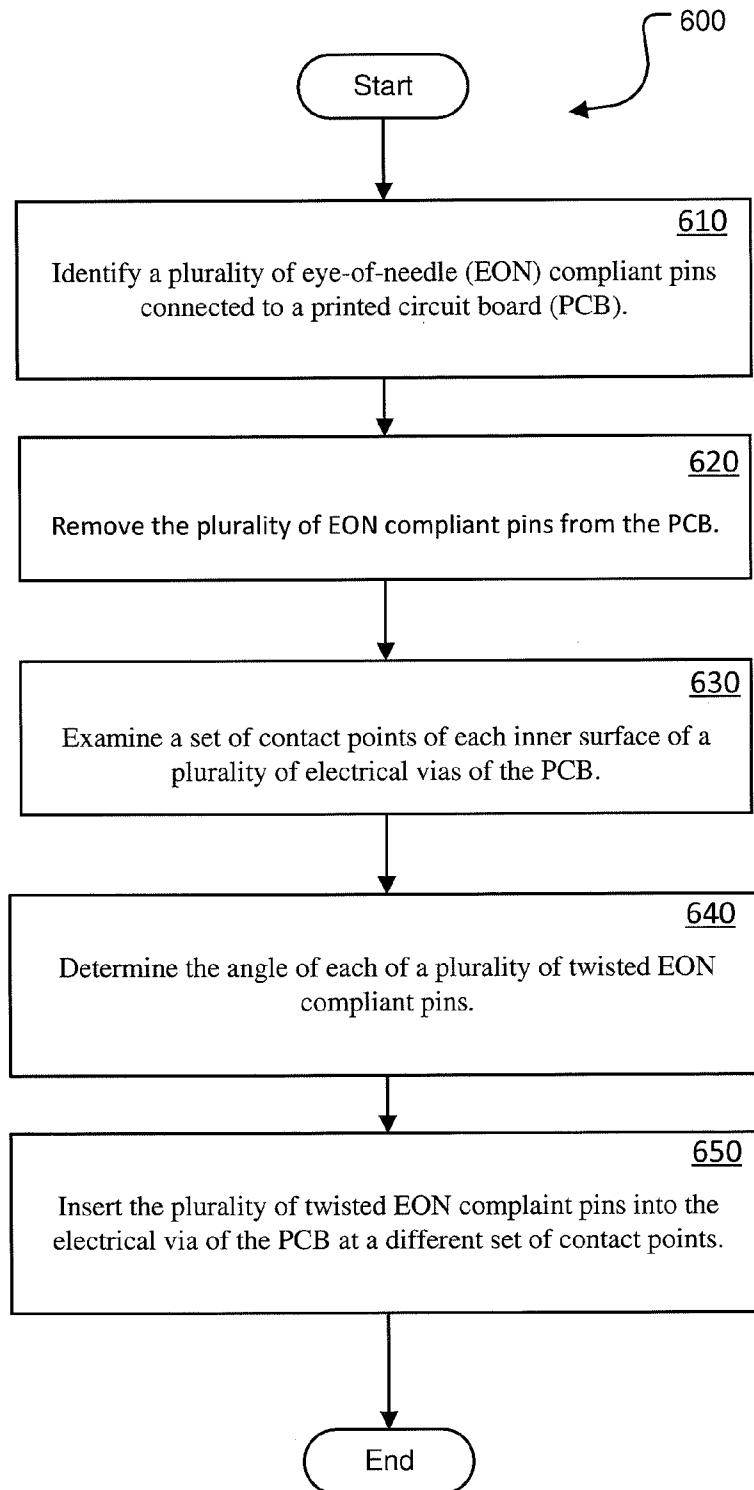 600
Start
610
Identify a plurality of eye-of-needle (EON) compliant pins
connected to a printed circuit board (PCB).
620
Remove the plurality of EON compliant pins from the PCB.
630
Examine a set of contact points of each inner surface of a
plurality of electrical vias of the PCB.
640
Determine the angle of each of a plurality of twisted EON
compliant pins.
650
Insert the plurality of twisted EON complaint pins into the
electrical via of the PCB at a different set of contact points.
End